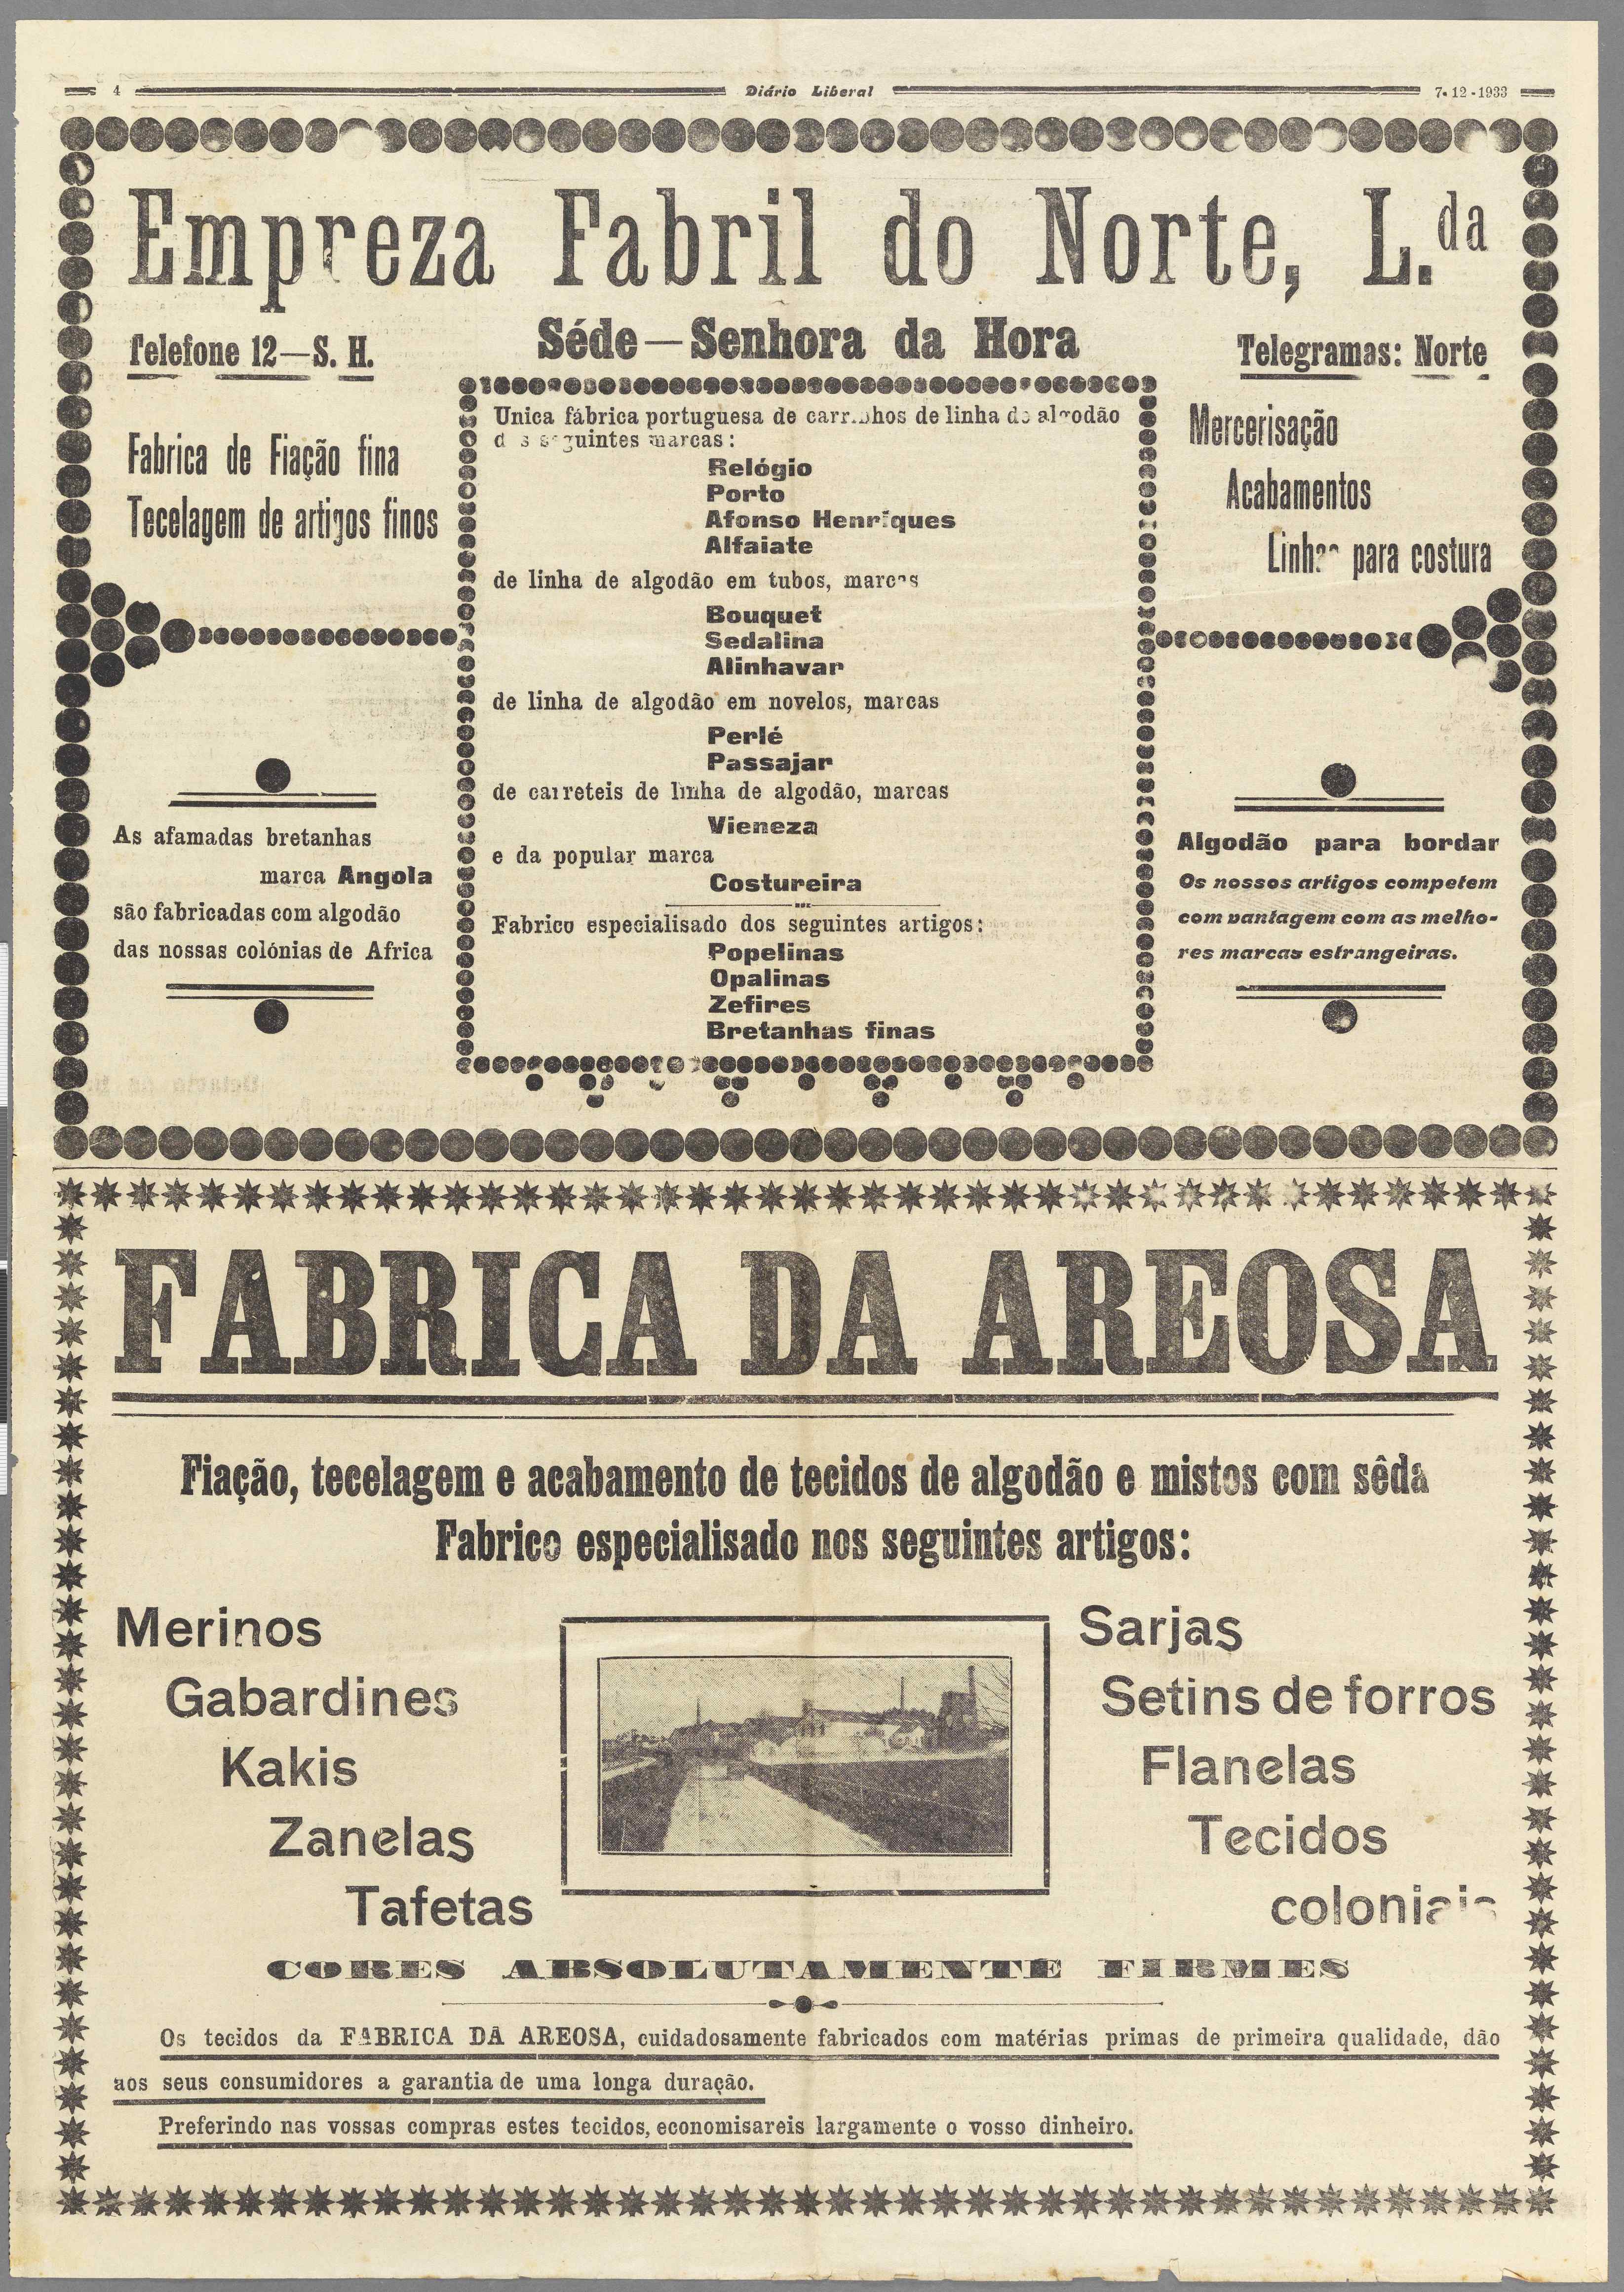 4
Diário Liberal
7-12-1933
Empreza Fabril do Norte, L.da
Séde—Senhora da Hora
Telefone 12—S. H.
Telegramas: Norte
Fabrica de Fiação fina
Tecelagem de artigos finos
Unica fábrica portuguesa de carrinhos de linha de algodão
das seguintes marcas:
Relógio
Porto
Afonso Henriques
Alfaiate
de linha de algodão em tubos, marcas
Bouquet
Sedalina
Alinhavar
de linha de algodão em novelos, marcas
Perlé
Passajar
de carreteis de linha de algodão, marcas
Vieneza
e da popular marca
Costureira
Fabrico especialisado dos seguintes artigos:
Popelinas
Opalinas
Zefires
Bretanhas finas
Mercerisação
Acabamentos
Linhas para costura
As afamadas bretanhas
marca Angola
são fabricadas com algodão
das nossas colónias de Africa
Algodão para bordar
Os nossos artigos competem
com vantagem com as melho-
res marcas estrangeiras.
FABRICA DA AREOSA
Fiação, tecelagem e acabamento de tecidos de algodão e mistos com sêda
Fabrico especialisado nos seguintes artigos:
Merinos
Gabardines
Kakis
Zanelas
Tafetas
Sarjas
Setins de forros
Flanelas
Tecidos
coloniais
CORES ABSOLUTAMENTE FIRMES
Os tecidos da FABRICA DA AREOSA, cuidadosamente fabricados com matérias primas de primeira qualidade, dão
aos seus consumidores a garantia de uma longa duração.
Preferindo nas vossas compras estes tecidos, economisareis largamente o vosso dinheiro.